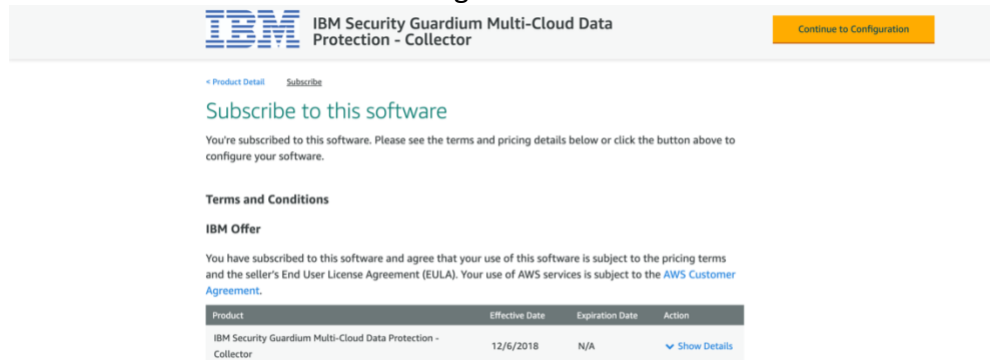 IBM
IBM Security Guardium Multi-Cloud Data
Protection - Collector
Continue to Configuration
< Product Detail Subscribe
Subscribe to this software
You're subscribed to this software. Please see the terms and pricing details below or click the button above to
configure your software.
Terms and Conditions
IBM Offer
You have subscribed to this software and agree that your use of this software is subject to the pricing terms
and the seller's End User License Agreement (EULA). Your use of AWS services is subject to the AWS Customer
Agreement.
Product Effective Date Expiration Date Action
IBM Security Guardium Multi-Cloud Data Protection -
Collector
12/6/2018 N/A Show Details